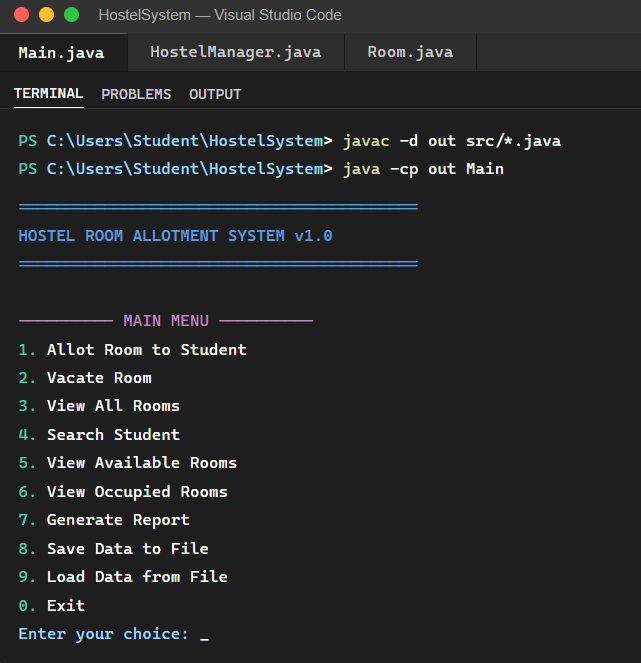 HostelSystem — Visual Studio Code
Main.java HostelManager.java Room.java
TERMINAL PROBLEMS OUTPUT
PS C:\Users\Student\HostelSystem> javac -d out src/*.java
PS C:\Users\Student\HostelSystem> java -cp out Main
==========================================
HOSTEL ROOM ALLOTMENT SYSTEM v1.0
==========================================
────────── MAIN MENU ──────────
1. Allot Room to Student
2. Vacate Room
3. View All Rooms
4. Search Student
5. View Available Rooms
6. View Occupied Rooms
7. Generate Report
8. Save Data to File
9. Load Data from File
0. Exit
Enter your choice: _